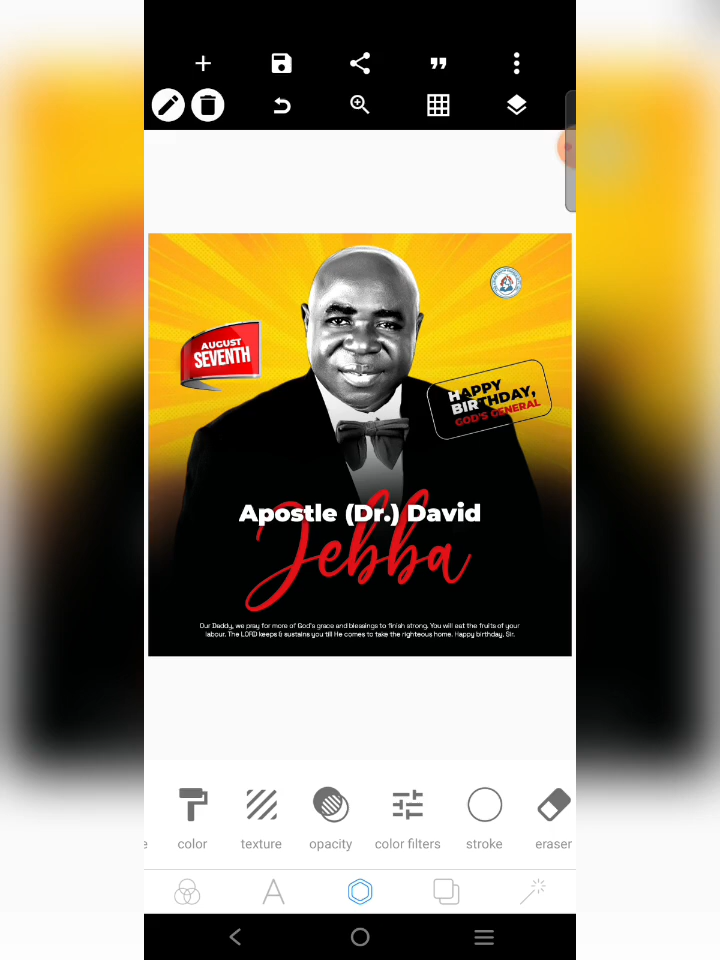 AUGUST
SEVENTH
HAPPY
BIRTHDAY,
GOD'S GENERAL
Apostle (Dr.) David
Jebba
Our Daddy, we pray for more of God's grace and blessings to finish strong. You will eat the fruits of your
labour. The LORD keeps & sustains you till He comes to take the righteous home. Happy birthday, Sir.
e
color
texture
opacity
color filters
stroke
eraser